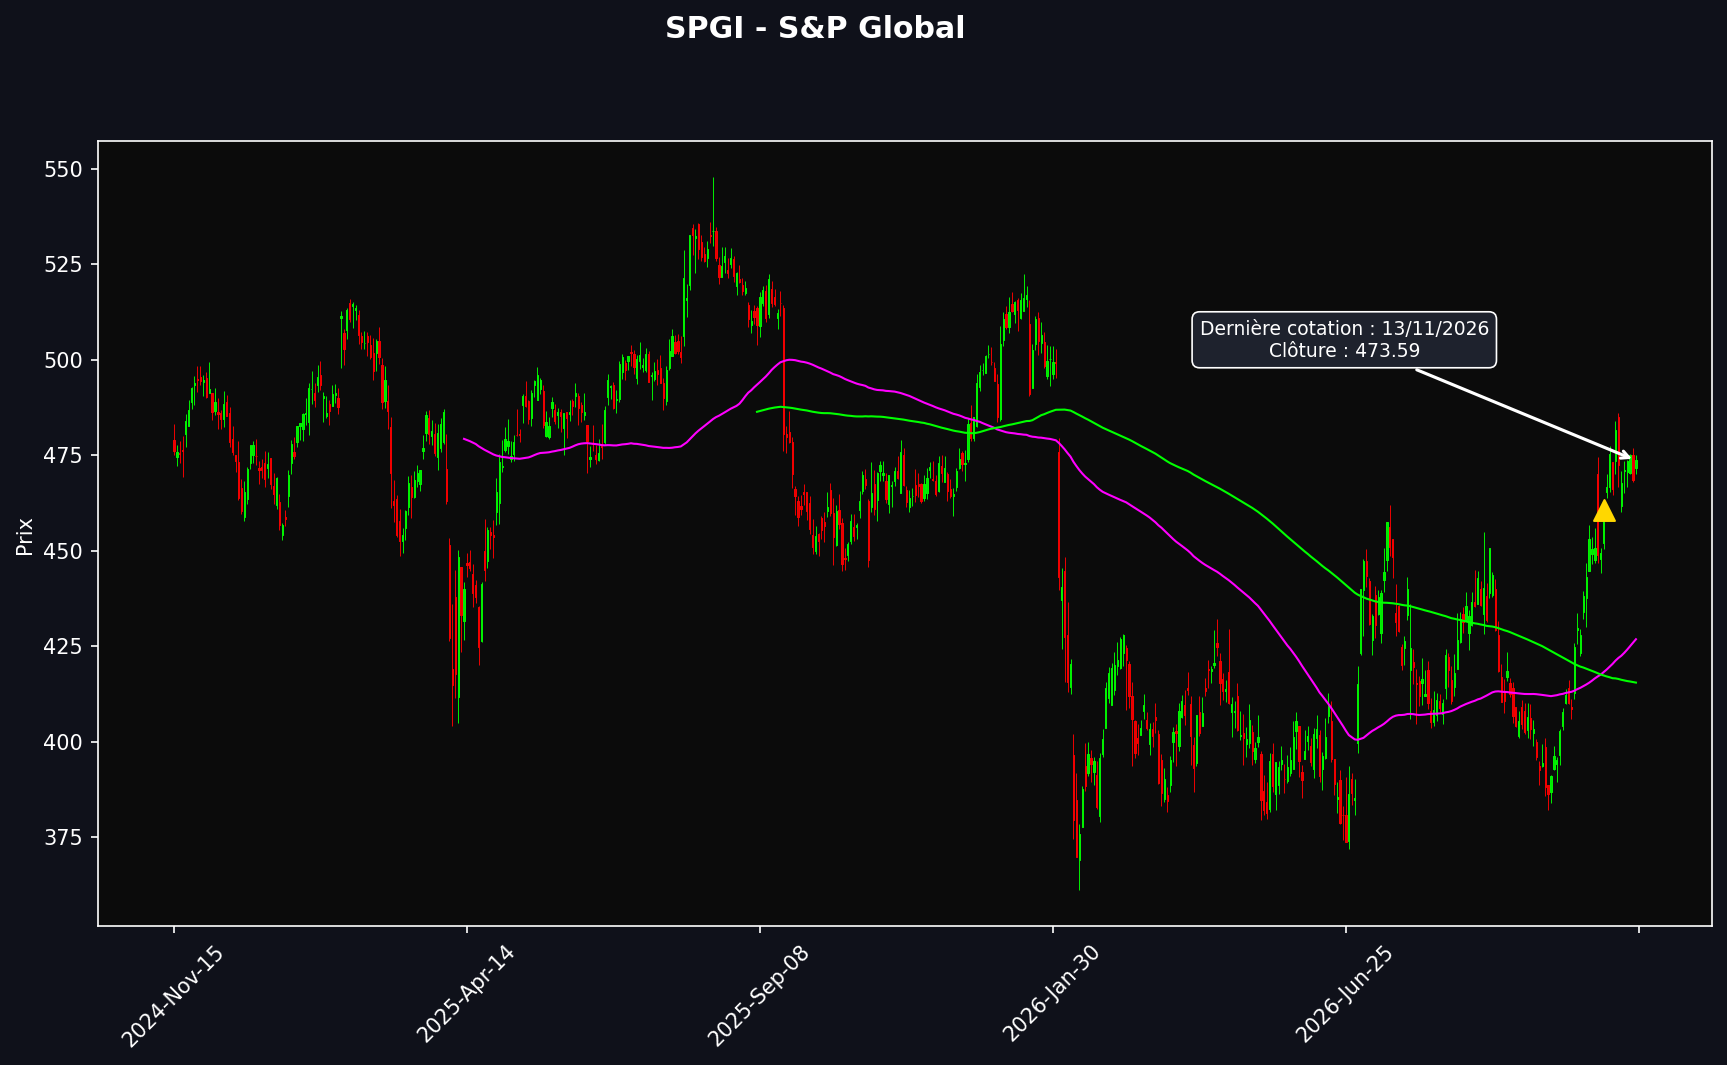 SPGI - S&P Global
Prix
550
525
500
475
450
425
400
375
Dernière cotation : 13/11/2026
Clôture : 473.59
2024-Nov-15
2025-Apr-14
2025-Sep-08
2026-Jan-30
2026-Jun-25